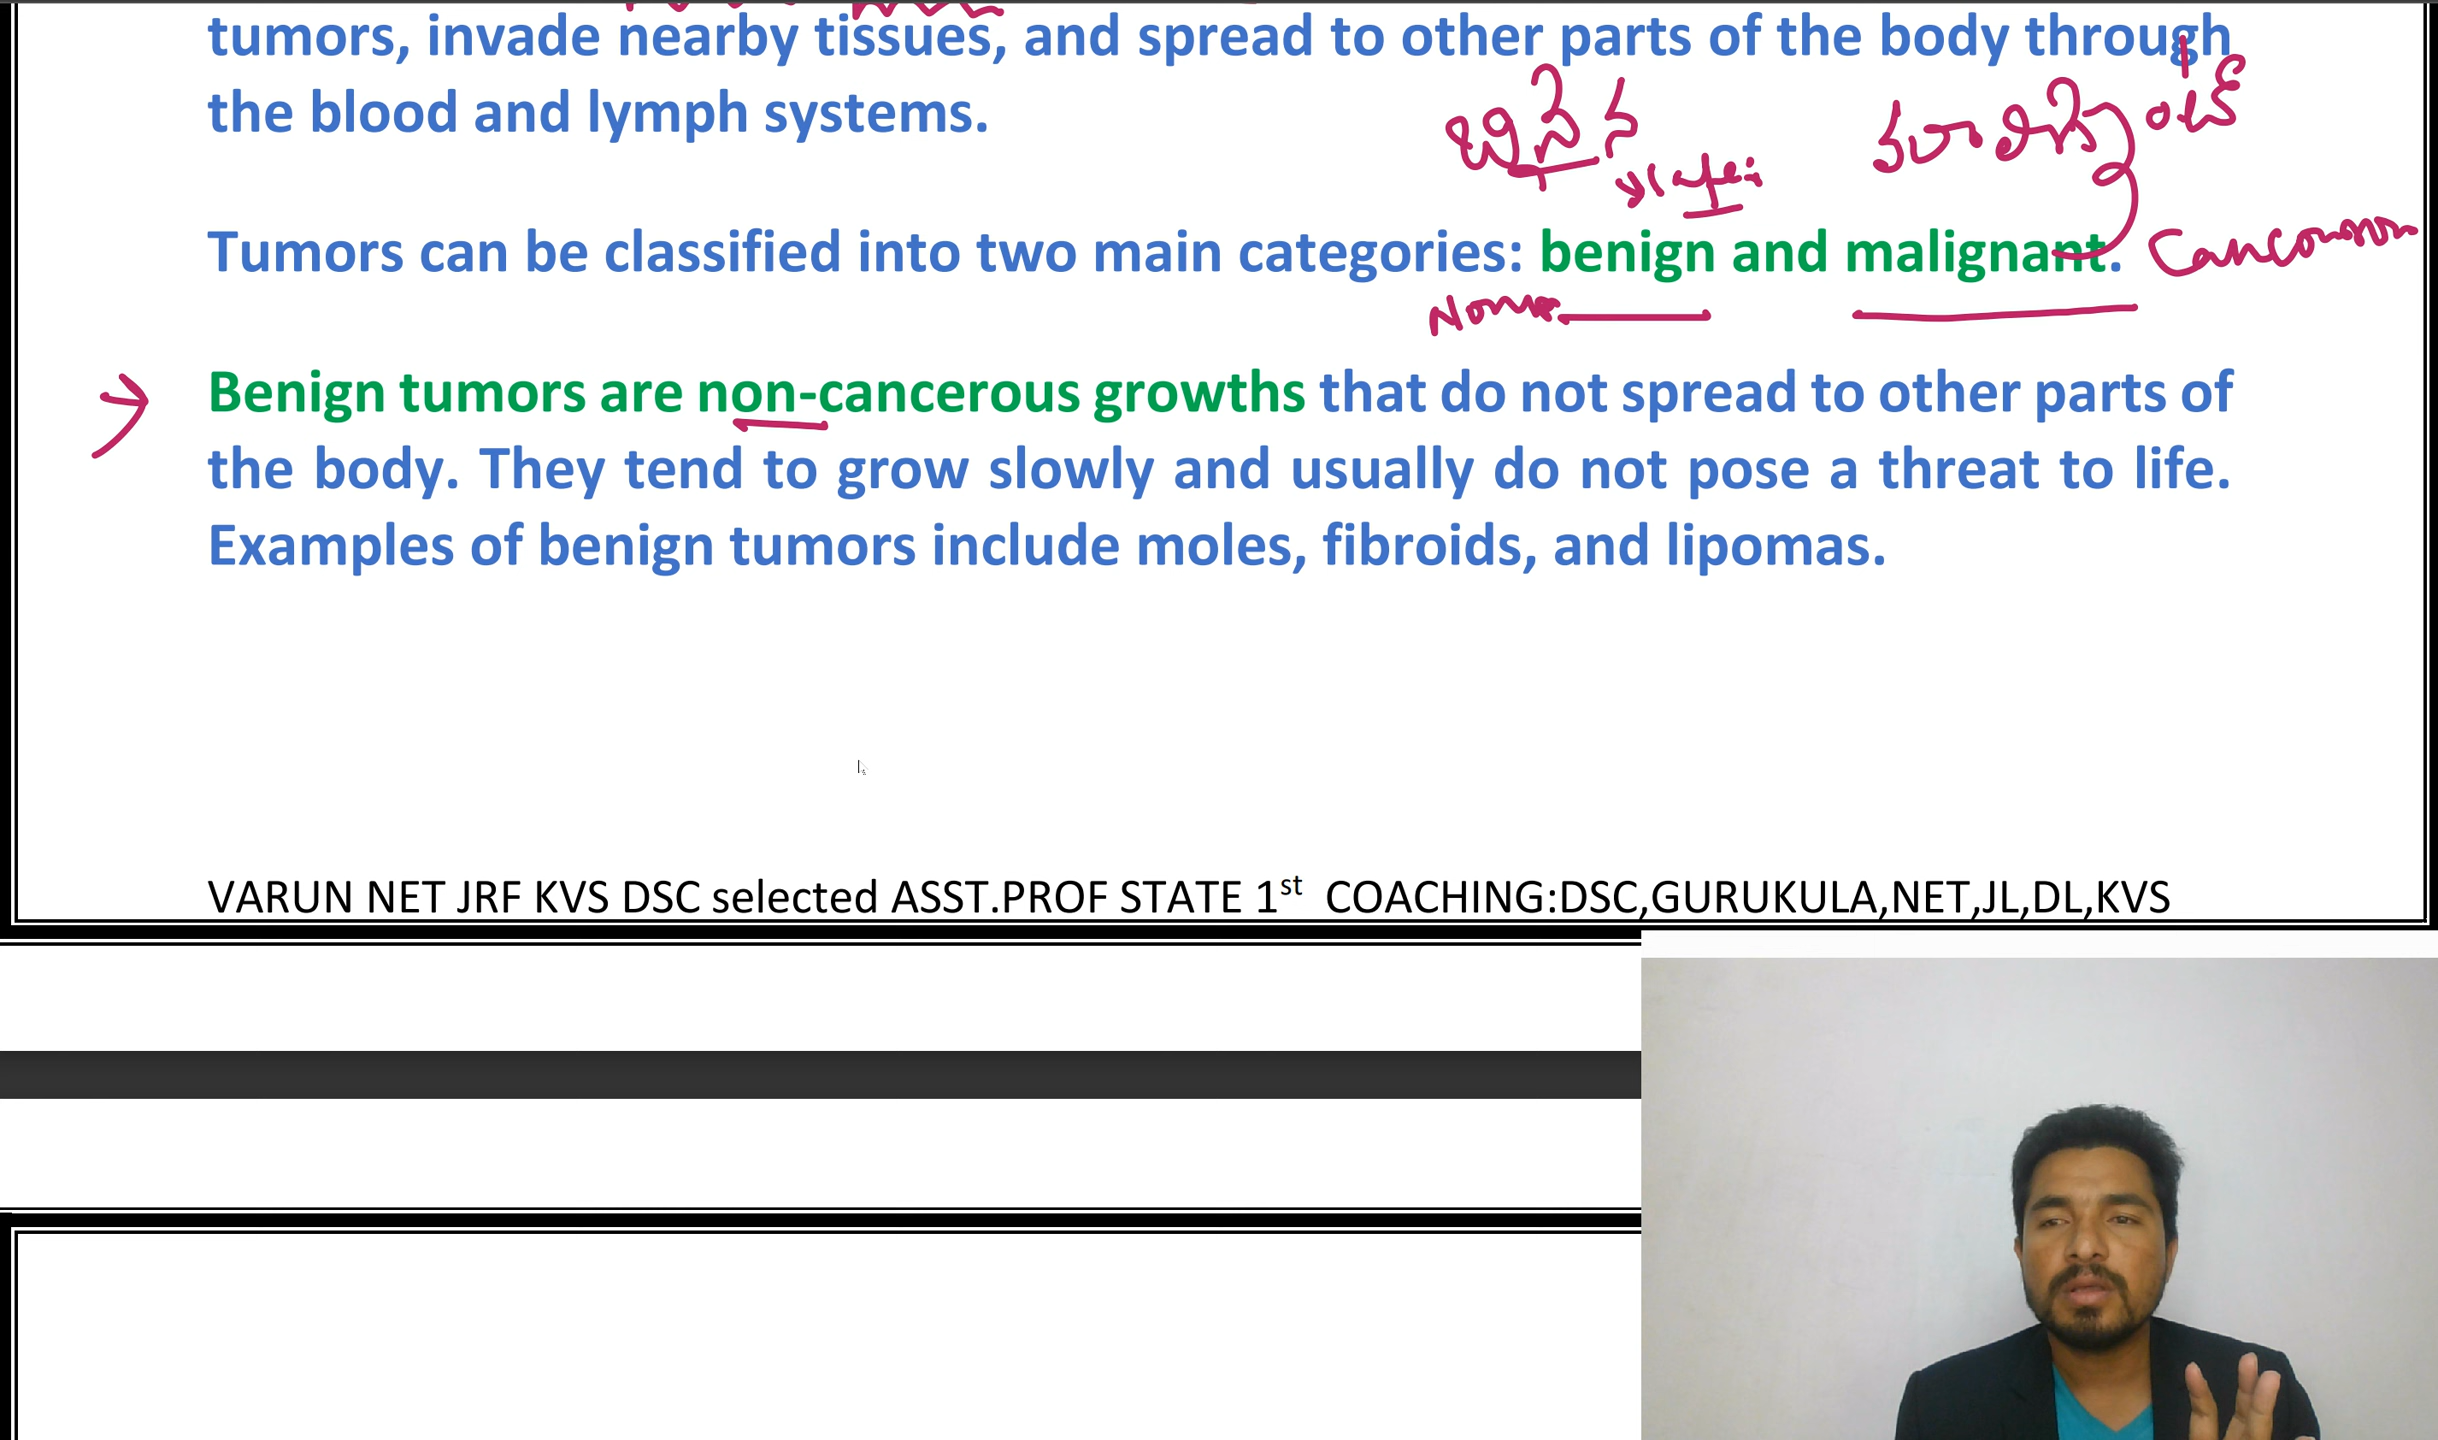 tumors, invade nearby tissues, and spread to other parts of the body through
the blood and lymph systems.
Tumors can be classified into two main categories: benign and malignant.
Benign tumors are non-cancerous growths that do not spread to other parts of
the body. They tend to grow slowly and usually do not pose a threat to life.
Examples of benign tumors include moles, fibroids, and lipomas.
VARUN NET JRF KVS DSC selected ASST.PROF STATE 1st COACHING:DSC,GURUKULA,NET,JL,DL,KVS